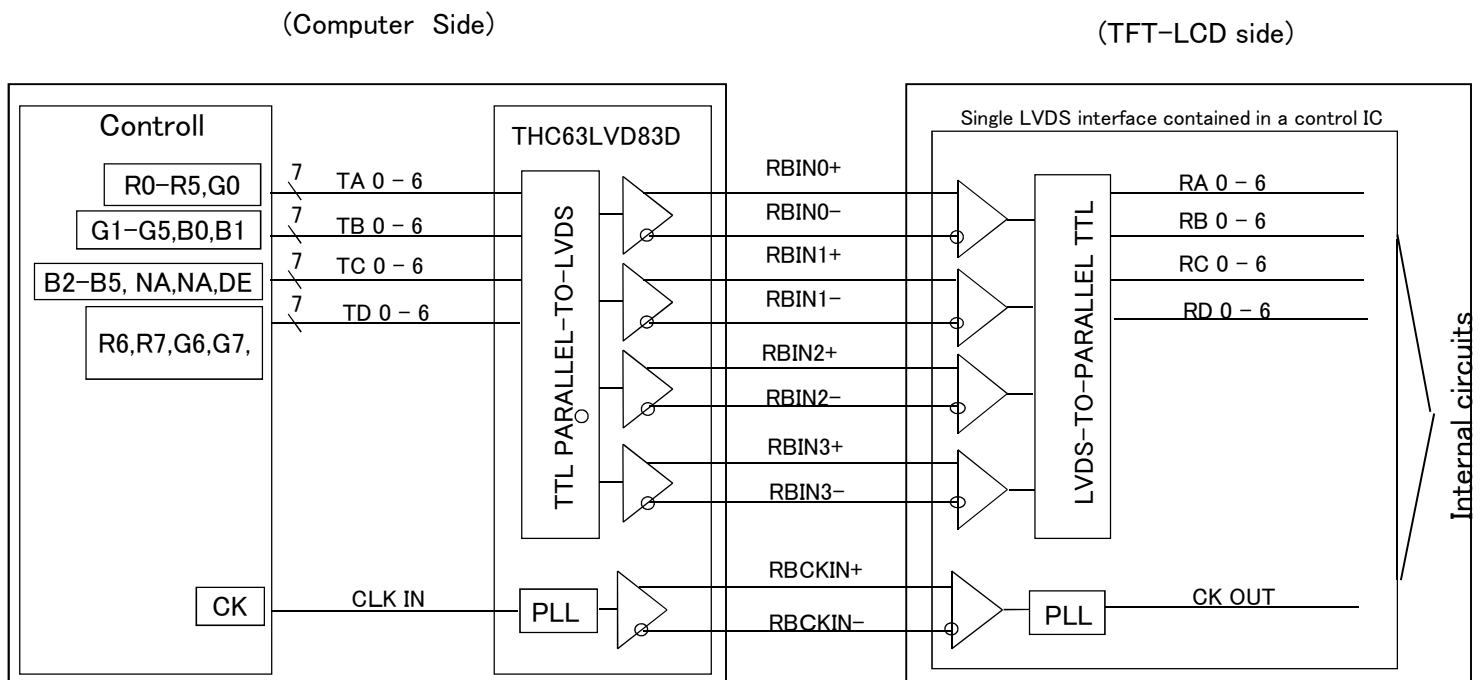 (Computer Side)
(TFT-LCD side)
Controll
THC63LVD83D
Single LVDS interface contained in a control IC
R0-R5,G0
7
TA 0 - 6
RBIN0+
RA 0 - 6
G1-G5,B0,B1
7
TB 0 - 6
RBIN0-
RB 0 - 6
B2-B5, NA,NA,DE
7
TC 0 - 6
RBIN1+
RC 0 - 6
R6,R7,G6,G7,
7
TD 0 - 6
RBIN1-
RD 0 - 6
TTL PARALLEL-TO-LVDS
RBIN2+
RBIN2-
RBIN3+
RBIN3-
LVDS-TO-PARALLEL TTL
Internal circuits
CK
CLK IN
PLL
RBCKIN+
RBCKIN-
PLL
CK OUT